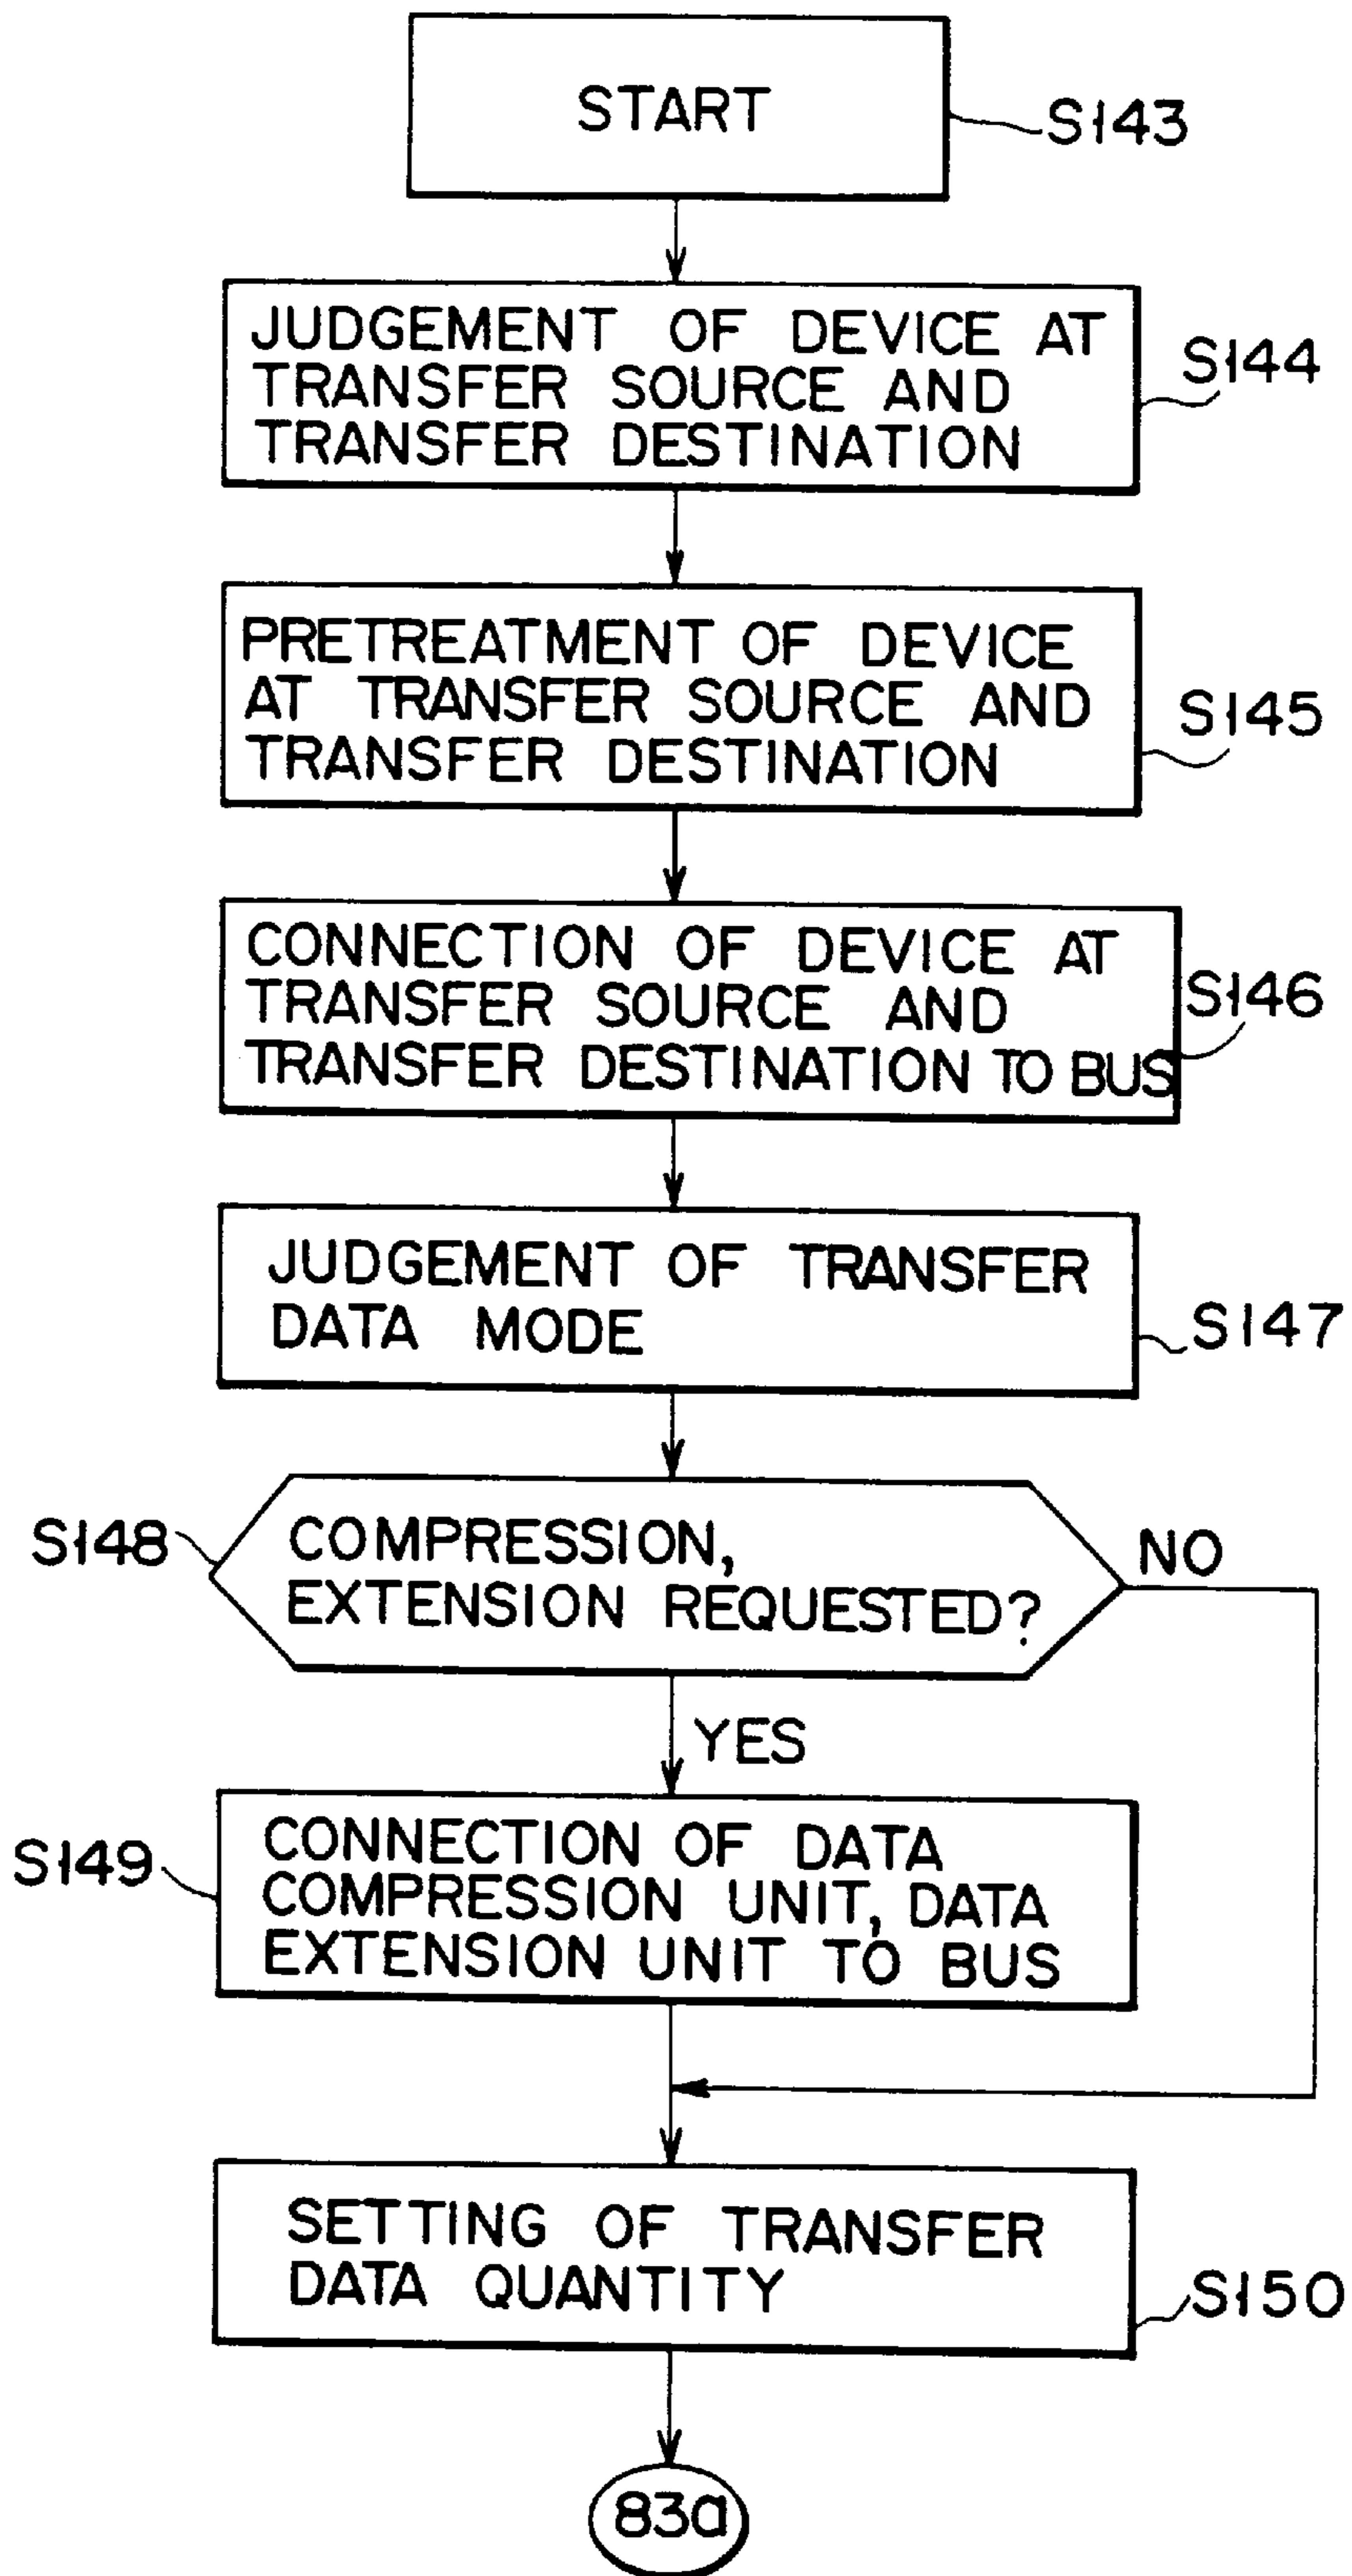 START
S143
JUDGEMENT OF DEVICE AT
TRANSFER SOURCE AND
TRANSFER DESTINATION
S144
PRETREATMENT OF DEVICE
AT TRANSFER SOURCE AND
TRANSFER DESTINATION
S145
CONNECTION OF DEVICE AT
TRANSFER SOURCE AND
TRANSFER DESTINATION TO BUS
S146
JUDGEMENT OF TRANSFER
DATA MODE
S147
S148
COMPRESSION,
EXTENSION REQUESTED?
NO
YES
S149
CONNECTION OF DATA
COMPRESSION UNIT, DATA
EXTENSION UNIT TO BUS
SETTING OF TRANSFER
DATA QUANTITY
S150
83a